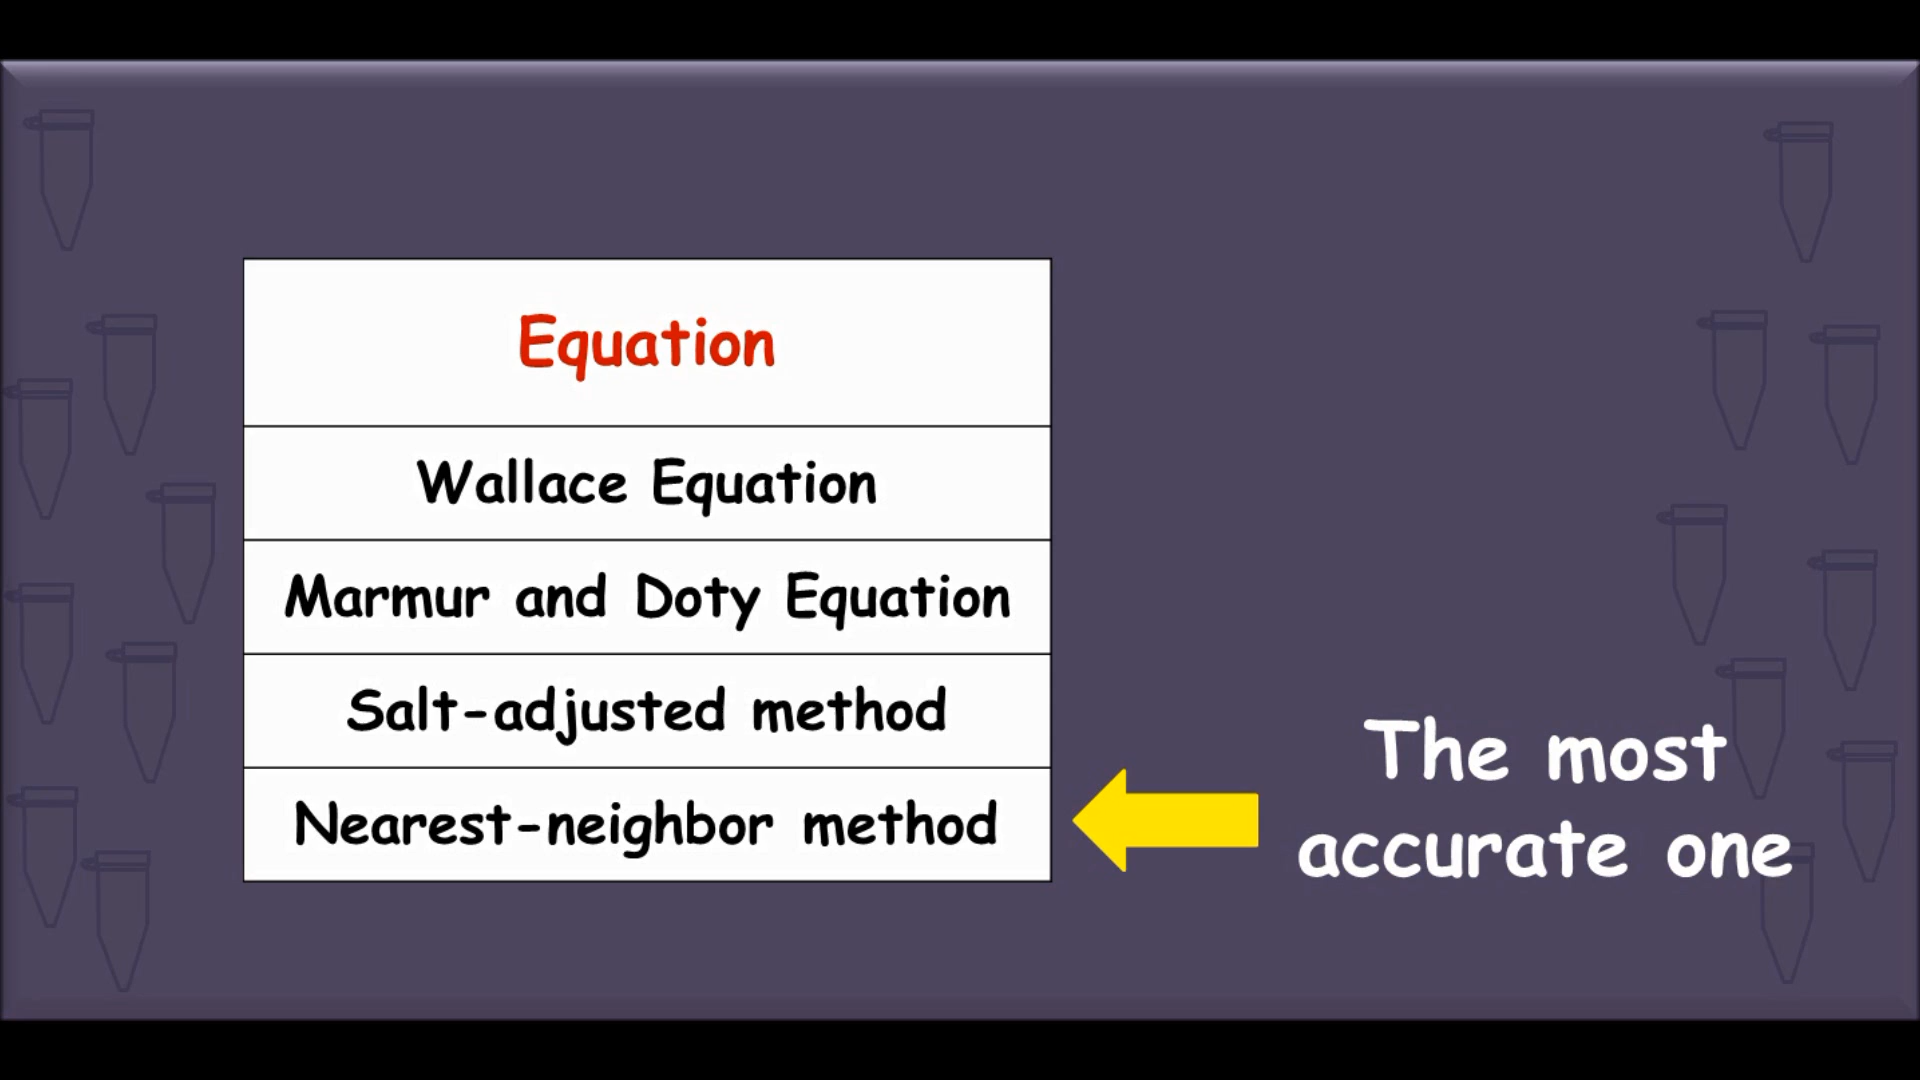 Equation
Wallace Equation
Marmur and Doty Equation
Salt-adjusted method
Nearest-neighbor method
The most
accurate one